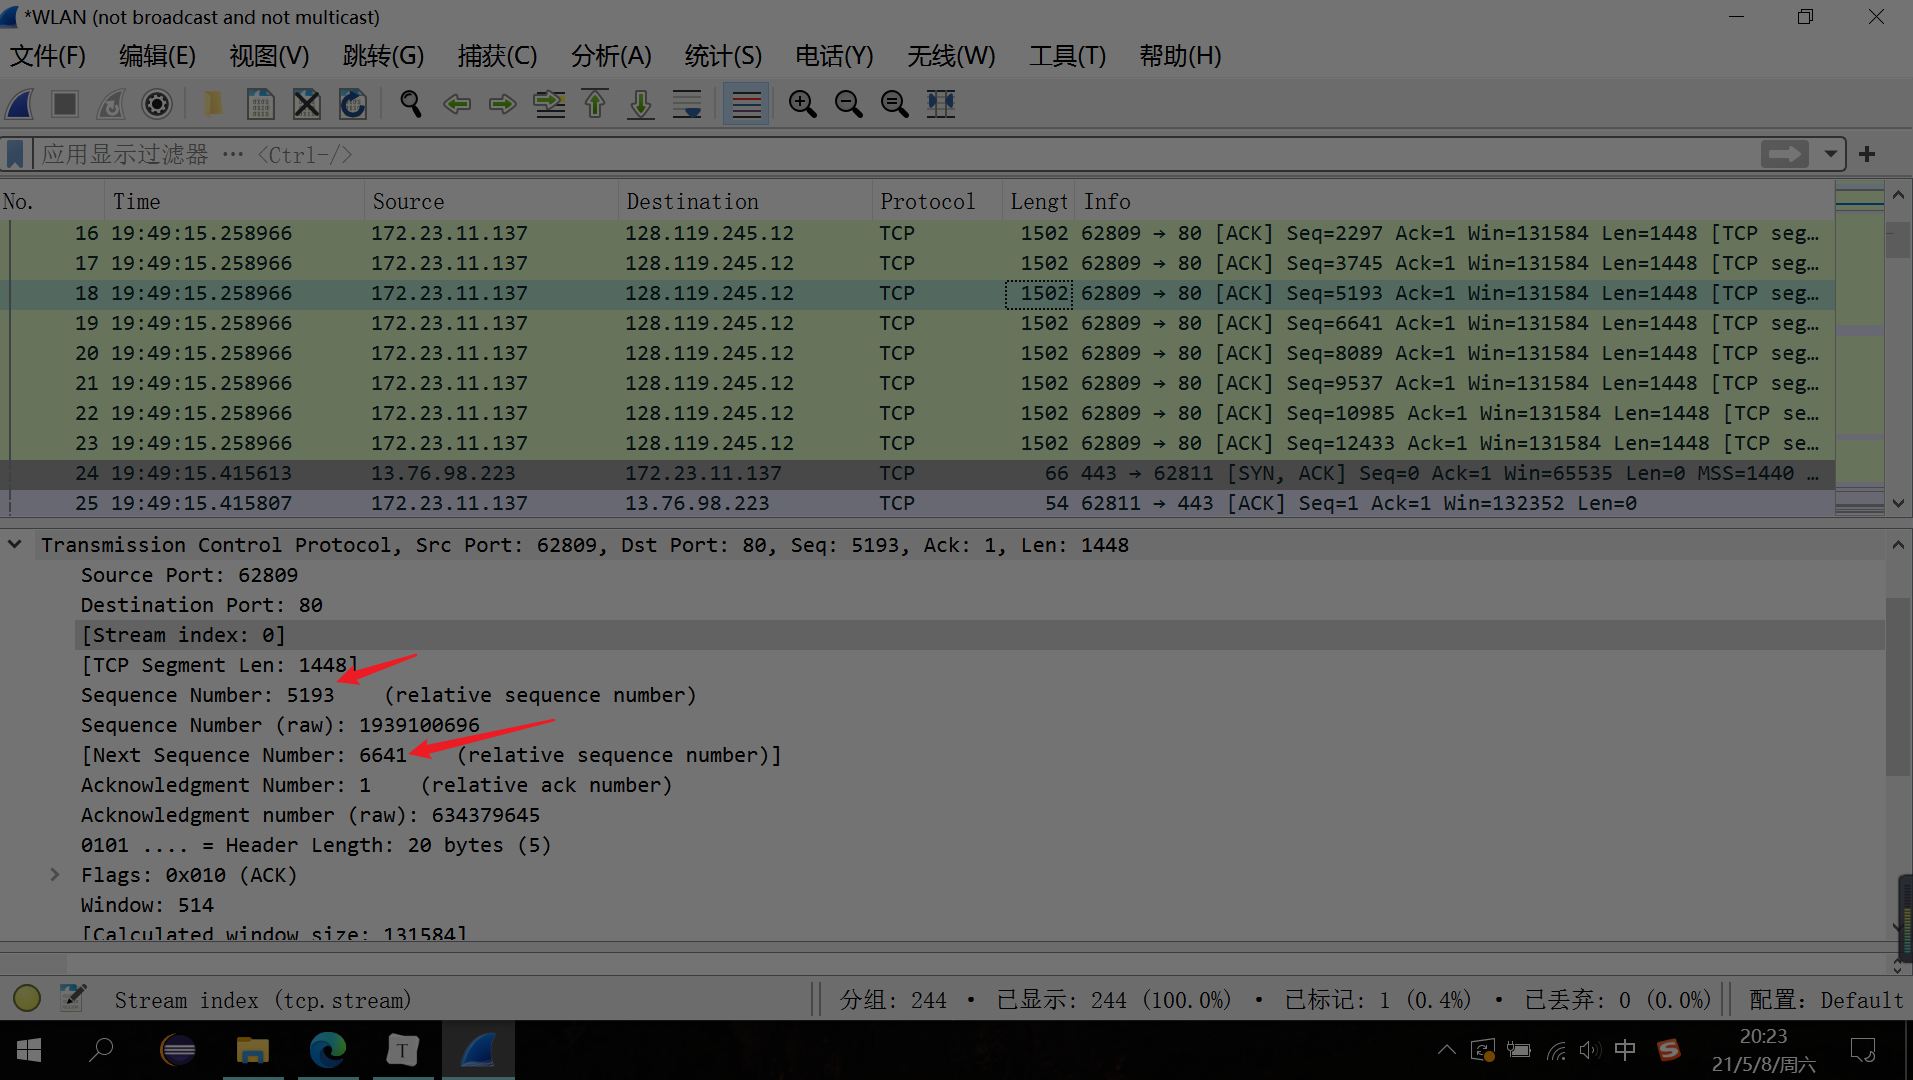 *WLAN (not broadcast and not multicast)
文件(F) 编辑(E) 视图(V) 跳转(G) 捕获(C) 分析(A) 统计(S) 电话(Y) 无线(W) 工具(T) 帮助(H)
应用显示过滤器 … <Ctrl-/>
No. Time Source Destination Protocol Lengt Info
16 19:49:15.258966 172.23.11.137 128.119.245.12 TCP 1502 62809 → 80 [ACK] Seq=2297 Ack=1 Win=131584 Len=1448 [TCP seg…
17 19:49:15.258966 172.23.11.137 128.119.245.12 TCP 1502 62809 → 80 [ACK] Seq=3745 Ack=1 Win=131584 Len=1448 [TCP seg…
18 19:49:15.258966 172.23.11.137 128.119.245.12 TCP 1502 62809 → 80 [ACK] Seq=5193 Ack=1 Win=131584 Len=1448 [TCP seg…
19 19:49:15.258966 172.23.11.137 128.119.245.12 TCP 1502 62809 → 80 [ACK] Seq=6641 Ack=1 Win=131584 Len=1448 [TCP seg…
20 19:49:15.258966 172.23.11.137 128.119.245.12 TCP 1502 62809 → 80 [ACK] Seq=8089 Ack=1 Win=131584 Len=1448 [TCP seg…
21 19:49:15.258966 172.23.11.137 128.119.245.12 TCP 1502 62809 → 80 [ACK] Seq=9537 Ack=1 Win=131584 Len=1448 [TCP seg…
22 19:49:15.258966 172.23.11.137 128.119.245.12 TCP 1502 62809 → 80 [ACK] Seq=10985 Ack=1 Win=131584 Len=1448 [TCP se…
23 19:49:15.258966 172.23.11.137 128.119.245.12 TCP 1502 62809 → 80 [ACK] Seq=12433 Ack=1 Win=131584 Len=1448 [TCP se…
24 19:49:15.415613 13.76.98.223 172.23.11.137 TCP 66 443 → 62811 [SYN, ACK] Seq=0 Ack=1 Win=65535 Len=0 MSS=1440 …
25 19:49:15.415807 172.23.11.137 13.76.98.223 TCP 54 62811 → 443 [ACK] Seq=1 Ack=1 Win=132352 Len=0
Transmission Control Protocol, Src Port: 62809, Dst Port: 80, Seq: 5193, Ack: 1, Len: 1448
Source Port: 62809
Destination Port: 80
[Stream index: 0]
[TCP Segment Len: 1448]
Sequence Number: 5193 (relative sequence number)
Sequence Number (raw): 1939100696
[Next Sequence Number: 6641 (relative sequence number)]
Acknowledgment Number: 1 (relative ack number)
Acknowledgment number (raw): 634379645
0101 .... = Header Length: 20 bytes (5)
Flags: 0x010 (ACK)
Window: 514
[Calculated window size: 131584]
Stream index (tcp.stream) 分组: 244 · 已显示: 244 (100.0%) · 已标记: 1 (0.4%) · 已丢弃: 0 (0.0%) 配置: Default
T 中 S 20:23
21/5/8/周六